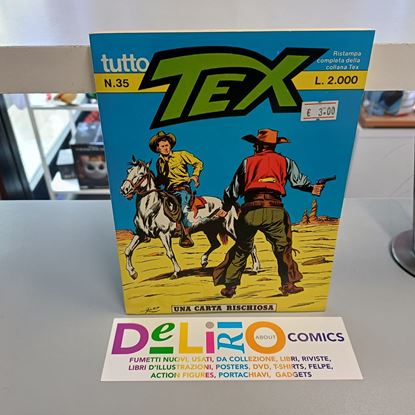 tutto
TEX
N.35
Ristampa
completa della
collana Tex
L. 2.000
€ 3.00
UNA CARTA RISCHIOSA
DeLiRiO ABOUT COMICS
FUMETTI NUOVI, USATI, DA COLLEZIONE, LIBRI, RIVISTE,
LIBRI D'ILLUSTRAZIONI, POSTERS, DVD, T-SHIRTS, FELPE,
ACTION FIGURES, PORTACHIAVI, GADGETS